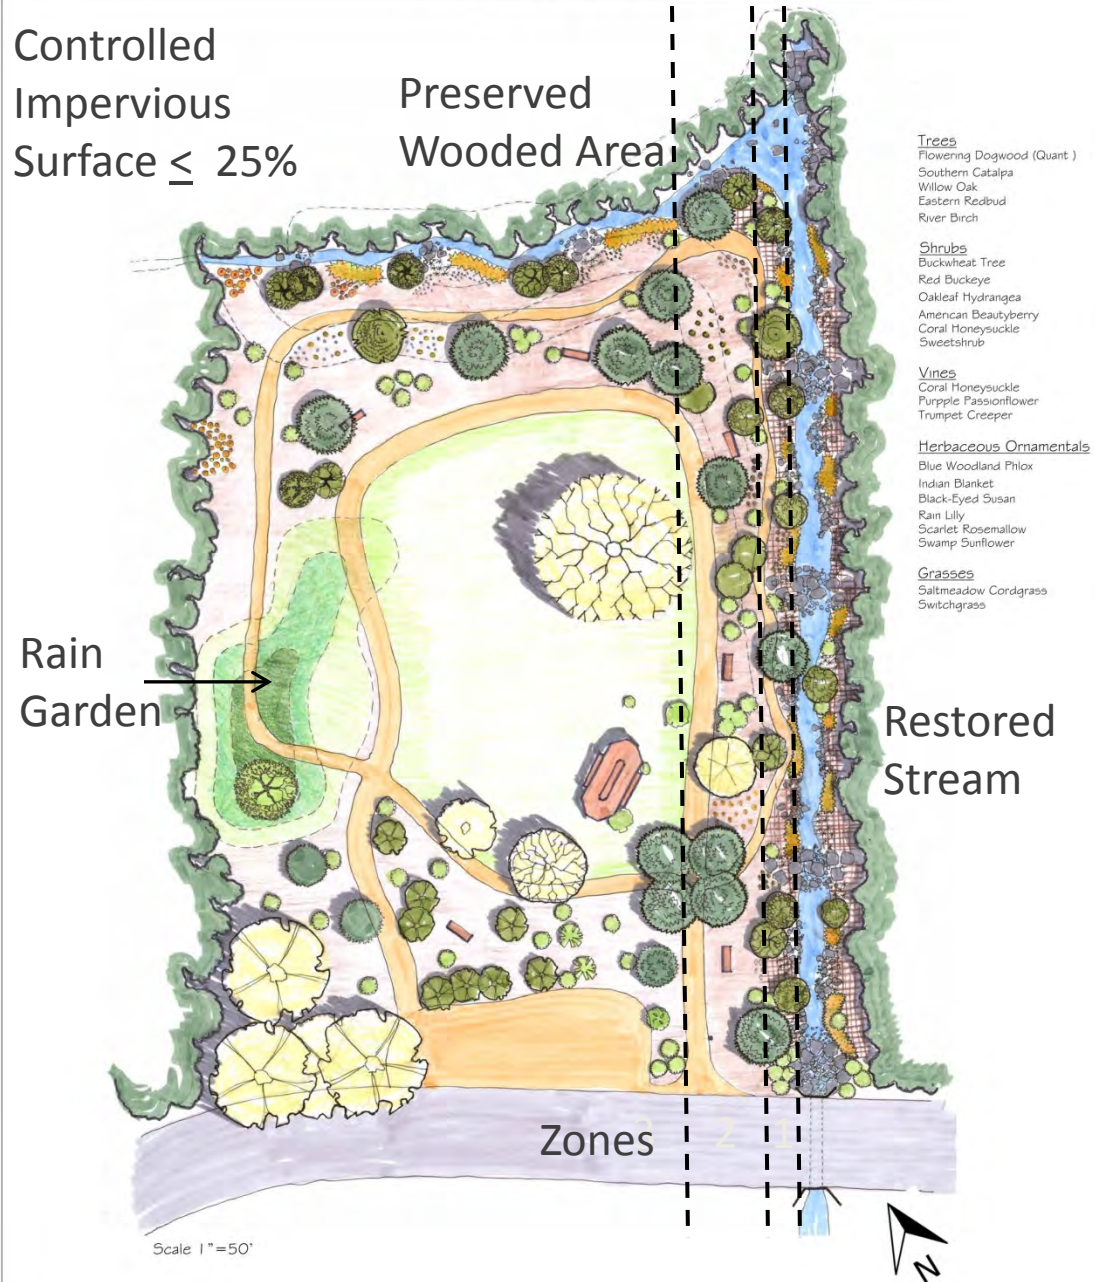 Controlled
Impervious
Surface ≤ 25%
Preserved
Wooded Area
Trees
Flowering Dogwood (Quant )
Southern Catalpa
Willow Oak
Eastern Redbud
River Birch
Shrubs
Buckwheat Tree
Red Buckeye
Oakleaf Hydrangea
American Beautyberry
Coral Honeysuckle
Sweetshrub
Vines
Coral Honeysuckle
Purpple Passionflower
Trumpet Creeper
Herbaceous Ornamentals
Blue Woodland Phlox
Indian Blanket
Black-Eyed Susan
Rain Lilly
Scarlet Rosemallow
Swamp Sunflower
Grasses
Saltmeadow Cordgrass
Switchgrass
Rain
Garden
Restored
Stream
Zones 3 2 1
Scale 1"=50'
N